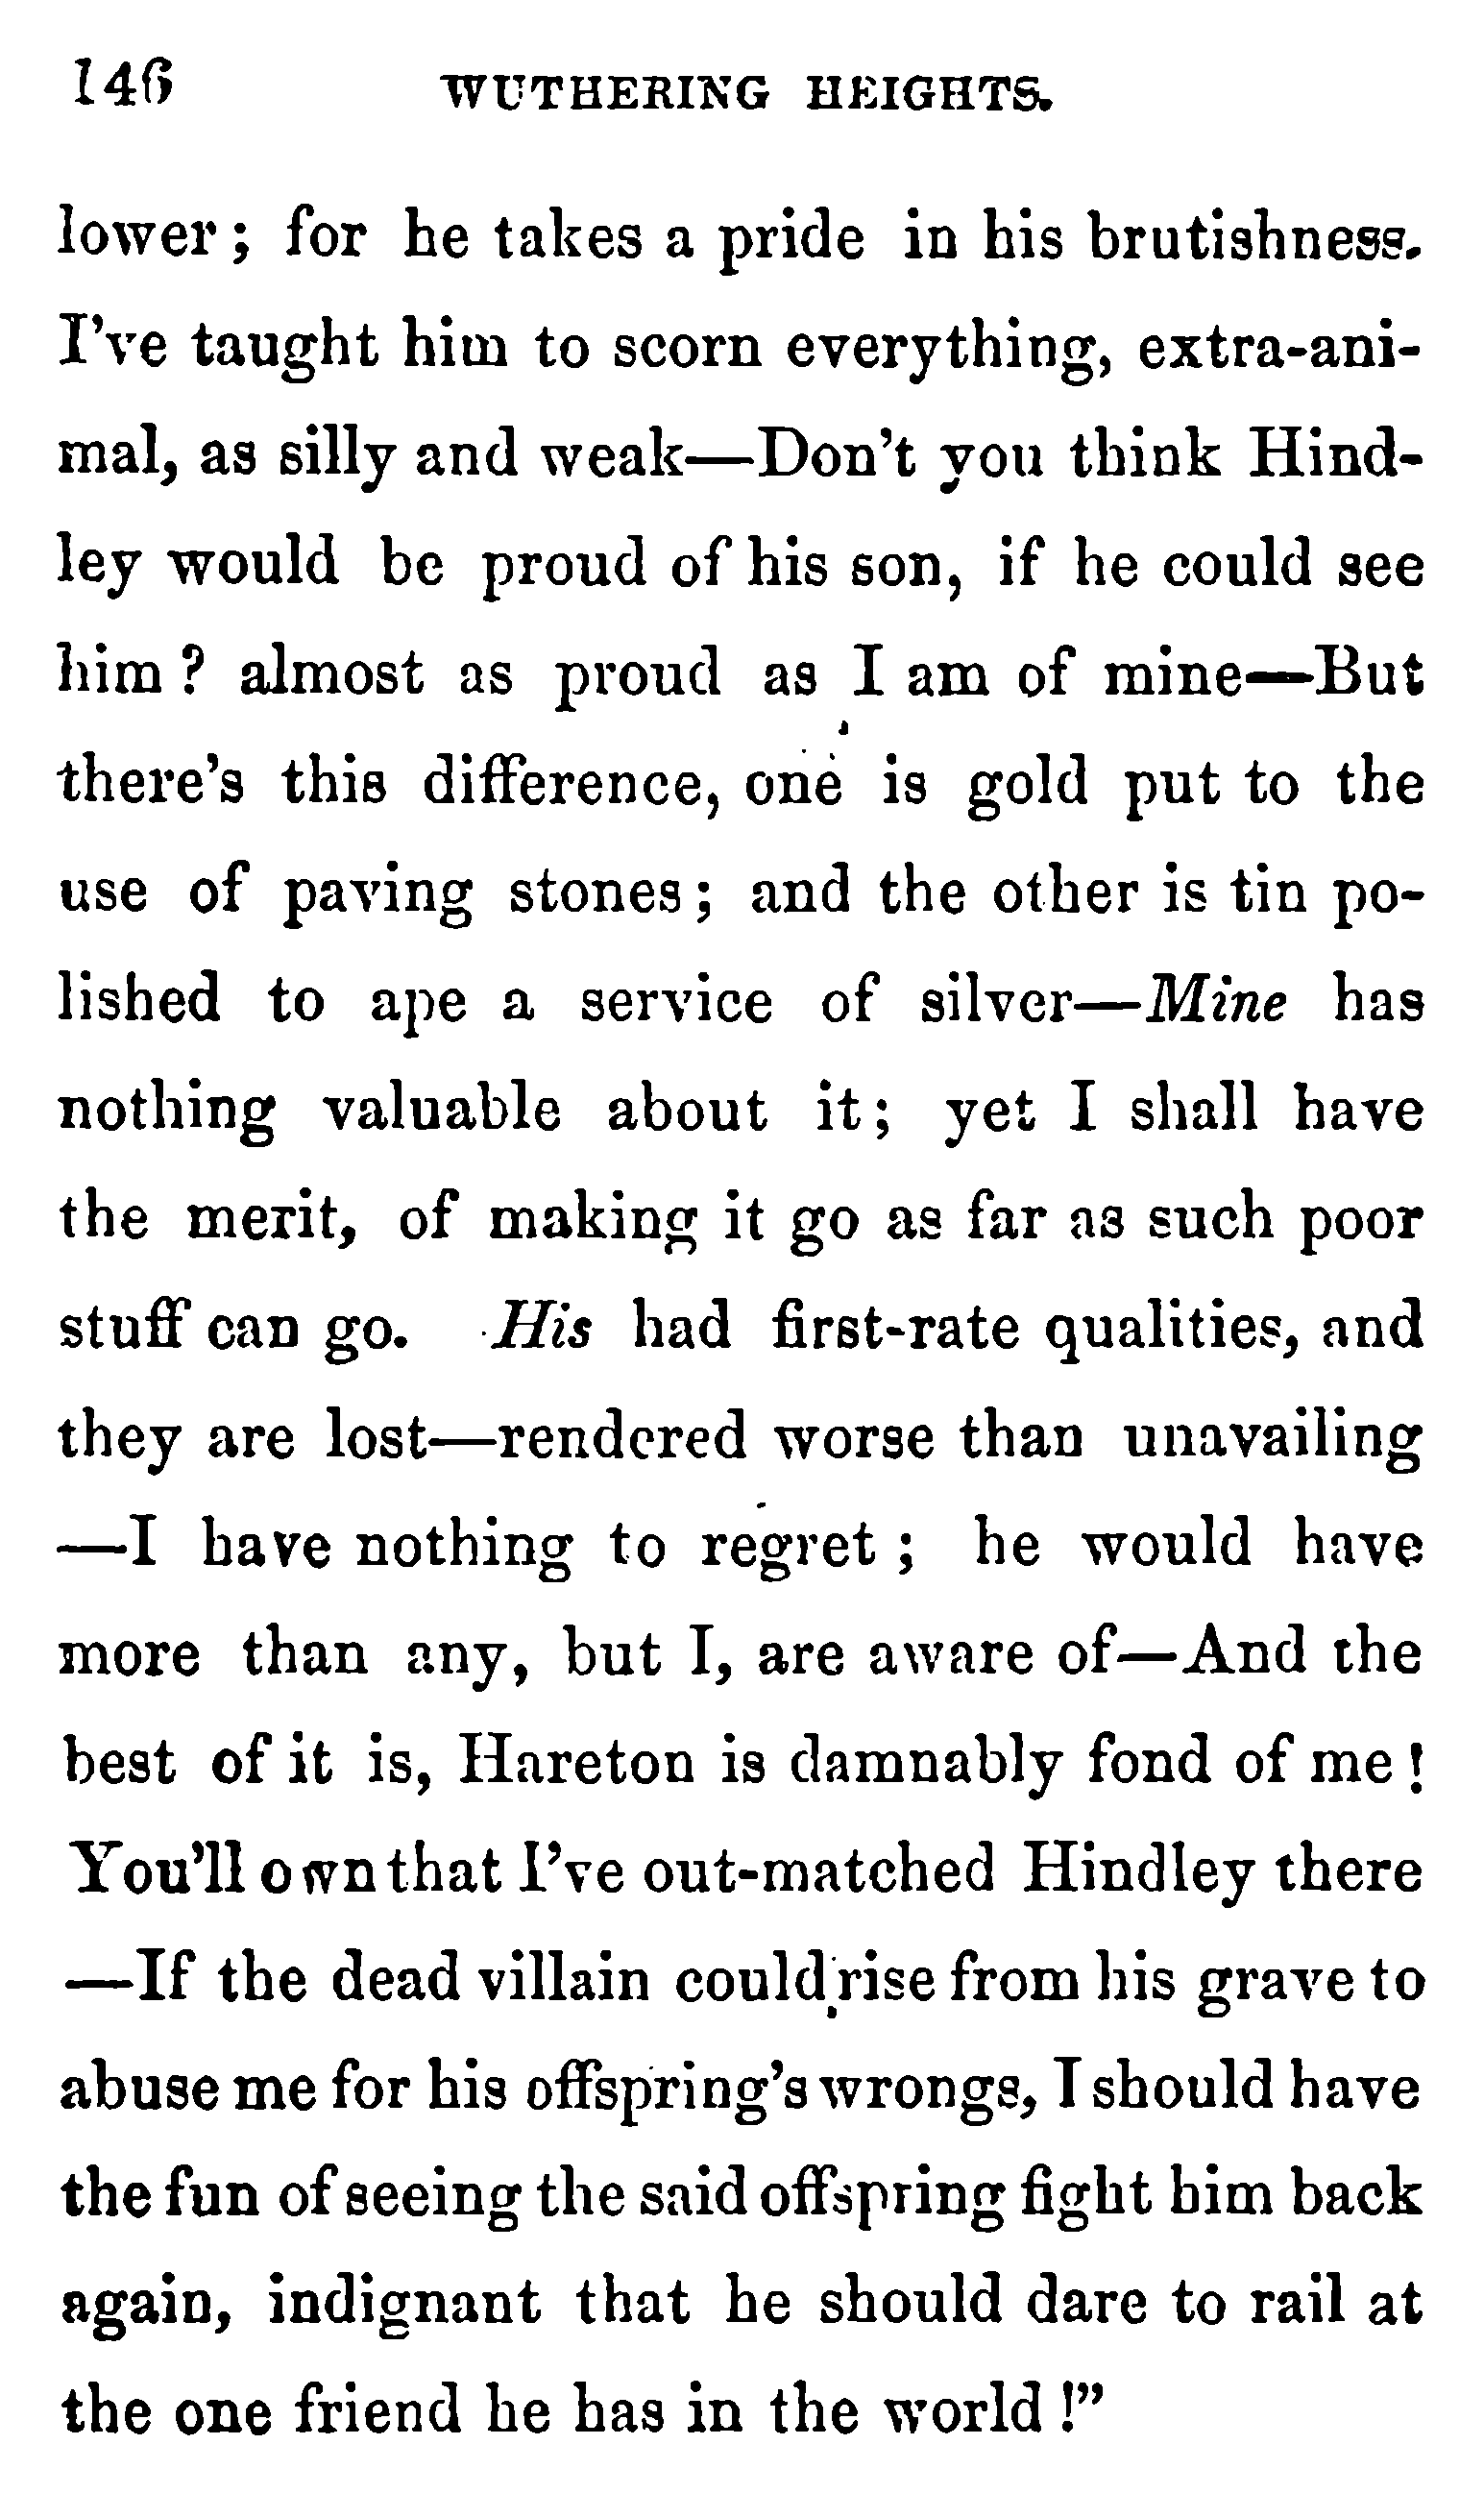 146 WUTHERING HEIGHTS.
lower; for he takes a pride in his brutishness.
I've taught him to scorn everything, extra-ani-
mal, as silly and weak—Don't you think Hind-
ley would be proud of his son, if he could see
him? almost as proud as I am of mine—But
there's this difference, one is gold put to the
use of paving stones; and the other is tin po-
lished to ape a service of silver—Mine has
nothing valuable about it; yet I shall have
the merit, of making it go as far as such poor
stuff can go. His had first-rate qualities, and
they are lost—rendered worse than unavailing
—I have nothing to regret; he would have
more than any, but I, are aware of—And the
best of it is, Hareton is damnably fond of me!
You'll own that I've out-matched Hindley there
—If the dead villain could rise from his grave to
abuse me for his offspring's wrongs, I should have
the fun of seeing the said offspring fight him back
again, indignant that he should dare to rail at
the one friend he has in the world!"